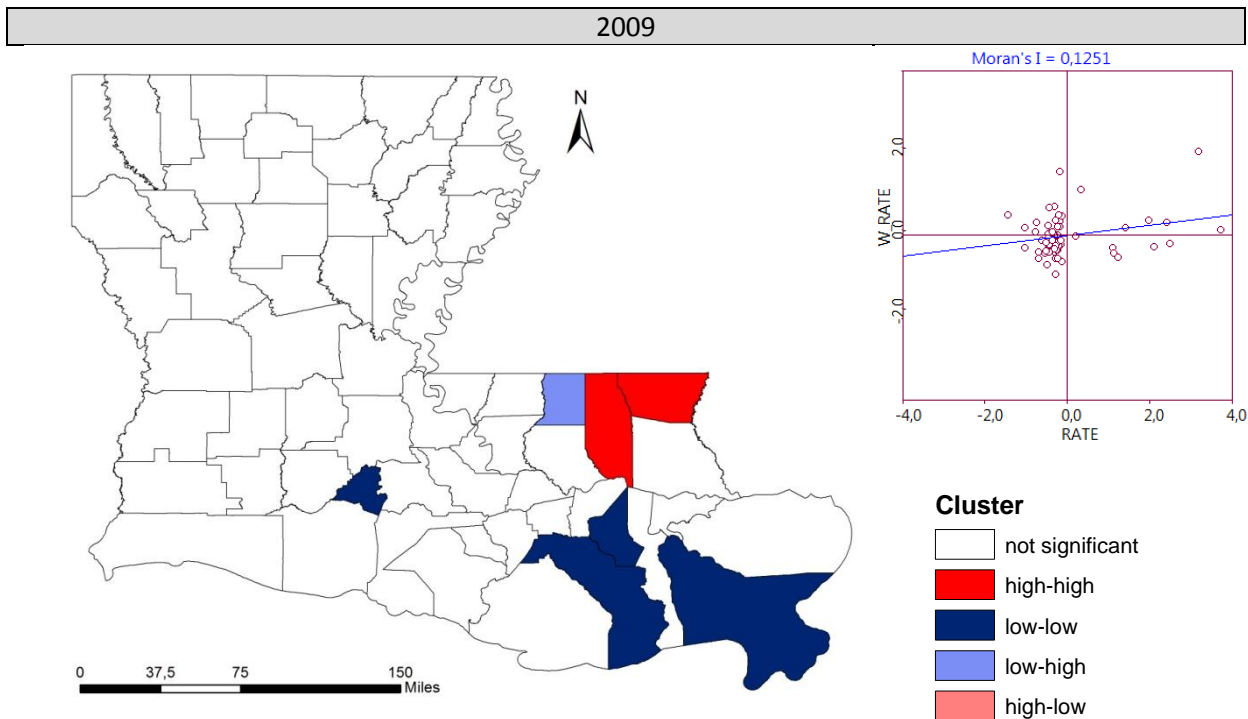 2009
Moran's I = 0,1251
N
2,0
0,0
-2,0
W_RATE
-4,0 -2,0 0,0 2,0 4,0
RATE
Cluster
not significant
high-high
low-low
low-high
high-low
0 37,5 75 150
Miles